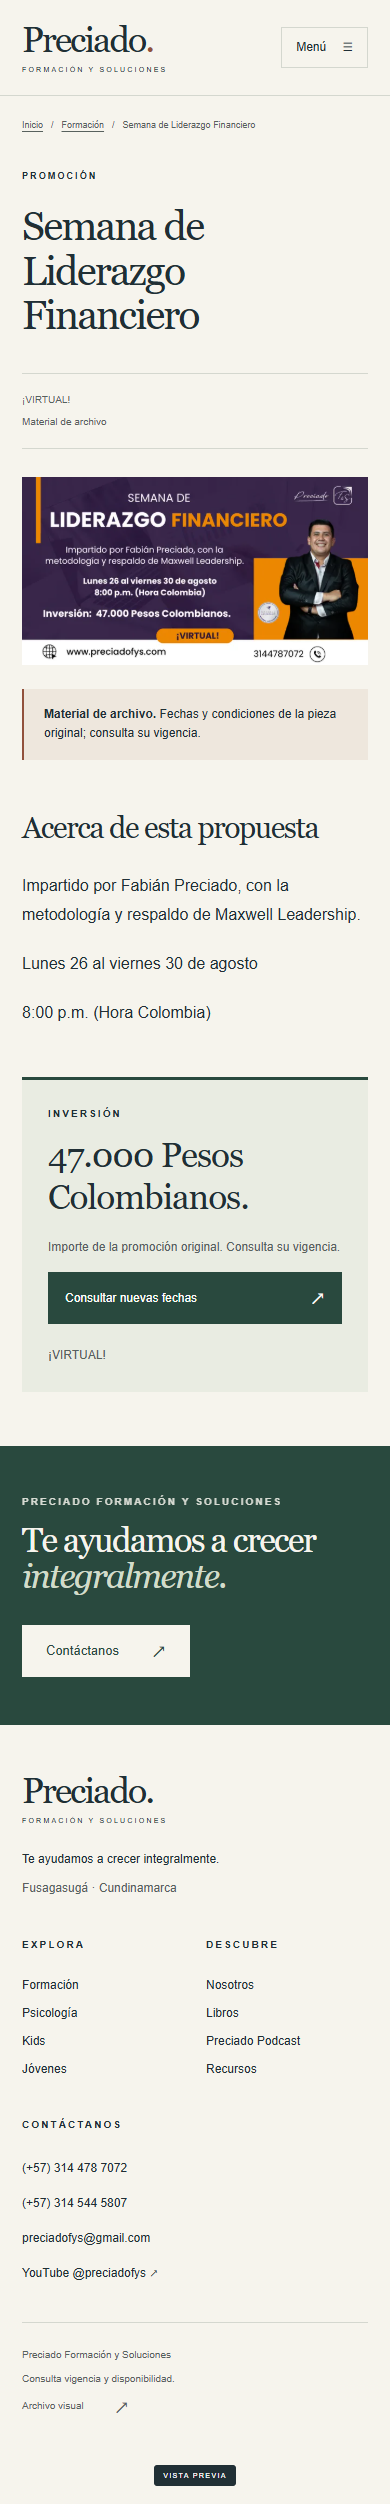 Preciado.
FORMACIÓN Y SOLUCIONES
Menú
Inicio / Formación / Semana de Liderazgo Financiero
PROMOCIÓN
Semana de
Liderazgo
Financiero
¡VIRTUAL!
Material de archivo
SEMANA DE
LIDERAZGO FINANCIERO
Preciado FyS
Impartido por Fabián Preciado, con la
metodología y respaldo de Maxwell Leadership.
Lunes 26 al viernes 30 de agosto
8:00 p.m. (Hora Colombia)
Inversión: 47.000 Pesos Colombianos.
¡VIRTUAL!
www.preciadofys.com
3144787072
Material de archivo. Fechas y condiciones de la pieza
original; consulta su vigencia.
Acerca de esta propuesta
Impartido por Fabián Preciado, con la
metodología y respaldo de Maxwell Leadership.
Lunes 26 al viernes 30 de agosto
8:00 p.m. (Hora Colombia)
INVERSIÓN
47.000 Pesos
Colombianos.
Importe de la promoción original. Consulta su vigencia.
Consultar nuevas fechas ↗
¡VIRTUAL!
PRECIADO FORMACIÓN Y SOLUCIONES
Te ayudamos a crecer
integralmente.
Contáctanos ↗
Preciado.
FORMACIÓN Y SOLUCIONES
Te ayudamos a crecer integralmente.
Fusagasugá · Cundinamarca
EXPLORA
Formación
Psicología
Kids
Jóvenes
DESCUBRE
Nosotros
Libros
Preciado Podcast
Recursos
CONTÁCTANOS
(+57) 314 478 7072
(+57) 314 544 5807
preciadofys@gmail.com
YouTube @preciadofys ↗
Preciado Formación y Soluciones
Consulta vigencia y disponibilidad.
Archivo visual ↗
VISTA PREVIA